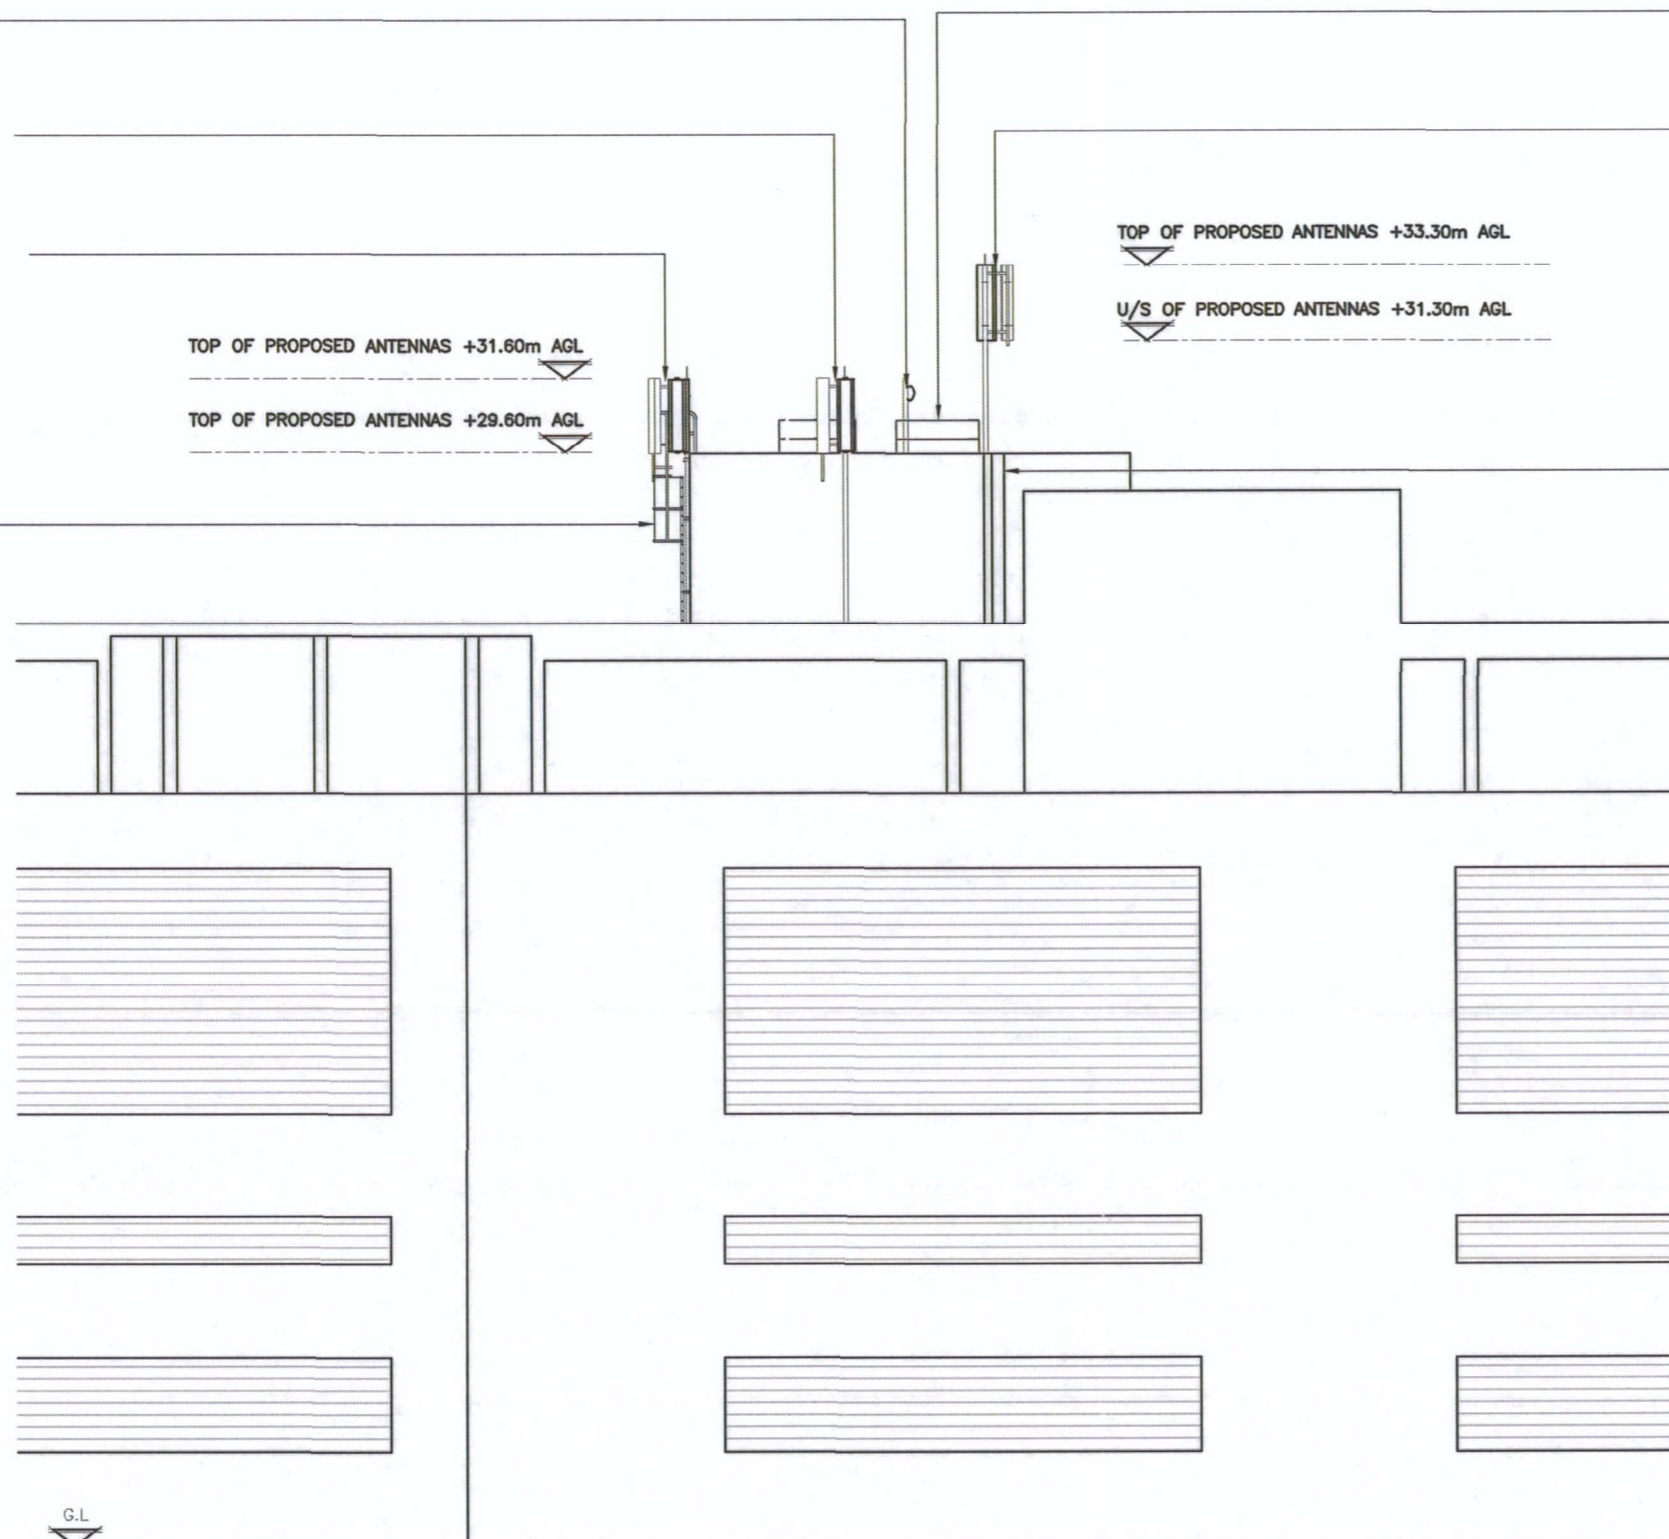 TOP OF PROPOSED ANTENNAS +33.30m AGL
U/S OF PROPOSED ANTENNAS +31.30m AGL
TOP OF PROPOSED ANTENNAS +31.60m AGL
TOP OF PROPOSED ANTENNAS +29.60m AGL
G.L